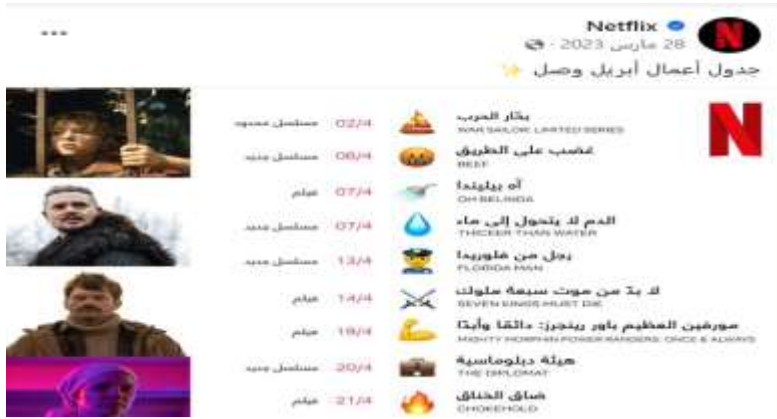 Netflix
28 مارس 2023
جدول أعمال أبريل وصل ✨
N
بحّار الحرب
WAR SAILOR: LIMITED SERIES
02/4 مسلسل محدود
غضب على الطريق
BEEF
06/4 مسلسل جديد
آه بيليندا
OH BELINDA
07/4 فيلم
الدم لا يتحول إلى ماء
THICKER THAN WATER
07/4 مسلسل جديد
رجل من فلوريدا
FLORIDA MAN
13/4 مسلسل جديد
لا بدّ من موت سبعة ملوك
SEVEN KINGS MUST DIE
14/4 فيلم
مورفين العظيم باور رينجرز: دائمًا وأبدًا
MIGHTY MORPHIN POWER RANGERS: ONCE & ALWAYS
19/4 فيلم
هيئة دبلوماسية
THE DIPLOMAT
20/4 مسلسل جديد
ضاق الخناق
CHOKEHOLD
21/4 فيلم